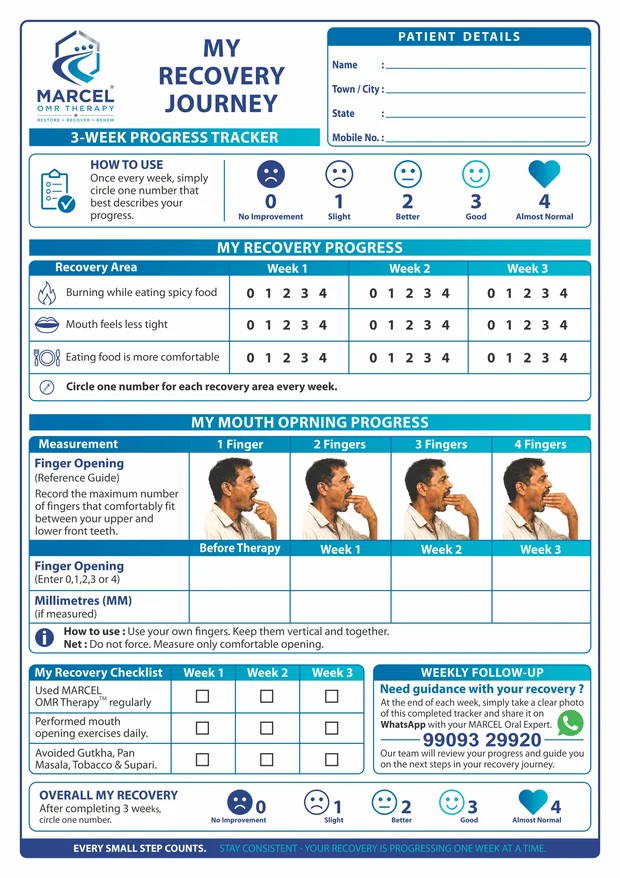 MARCEL®
OMR THERAPY
RESTORE • RECOVER • RENEW
MY
RECOVERY
JOURNEY
3-WEEK PROGRESS TRACKER
PATIENT DETAILS
Name :
Town / City :
State :
Mobile No. :
HOW TO USE
Once every week, simply
circle one number that
best describes your
progress.
0 1 2 3 4
No Improvement Slight Better Good Almost Normal
MY RECOVERY PROGRESS
Recovery Area Week 1 Week 2 Week 3
Burning while eating spicy food 0 1 2 3 4 0 1 2 3 4 0 1 2 3 4
Mouth feels less tight 0 1 2 3 4 0 1 2 3 4 0 1 2 3 4
Eating food is more comfortable 0 1 2 3 4 0 1 2 3 4 0 1 2 3 4
Circle one number for each recovery area every week.
MY MOUTH OPRNING PROGRESS
Measurement 1 Finger 2 Fingers 3 Fingers 4 Fingers
Finger Opening
(Reference Guide)
Record the maximum number
of fingers that comfortably fit
between your upper and
lower front teeth.
Before Therapy Week 1 Week 2 Week 3
Finger Opening
(Enter 0,1,2,3 or 4)
Millimetres (MM)
(if measured)
How to use : Use your own fingers. Keep them vertical and together.
Net : Do not force. Measure only comfortable opening.
My Recovery Checklist Week 1 Week 2 Week 3
Used MARCEL
OMR Therapy™ regularly
Performed mouth
opening exercises daily.
Avoided Gutkha, Pan
Masala, Tobacco & Supari.
WEEKLY FOLLOW-UP
Need guidance with your recovery ?
At the end of each week, simply take a clear photo
of this completed tracker and share it on
WhatsApp with your MARCEL Oral Expert.
99093 29920
Our team will review your progress and guide you
on the next steps in your recovery journey.
OVERALL MY RECOVERY
After completing 3 weeks,
circle one number.
0 1 2 3 4
No Improvement Slight Better Good Almost Normal
EVERY SMALL STEP COUNTS. STAY CONSISTENT - YOUR RECOVERY IS PROGRESSING ONE WEEK AT A TIME.